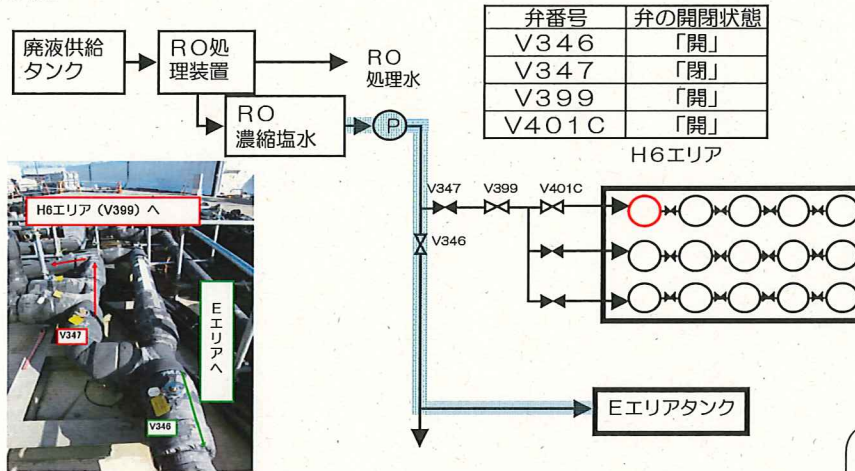 弁番号 弁の開閉状態
V346 「開」
V347 「閉」
V399 「開」
V401C 「開」
廃液供給
タンク
RO処
理装置
RO
処理水
RO
濃縮塩水
P
H6エリア
V347 V399 V401C
V346
H6エリア(V399)へ
Eエリアへ
V347
V346
Eエリアタンク